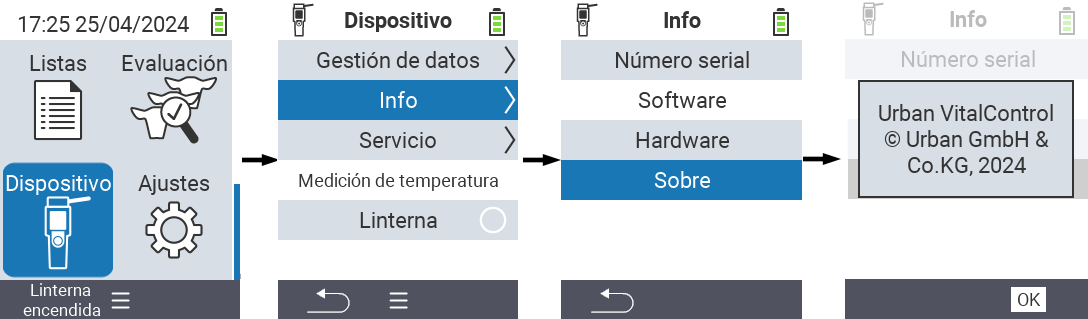 17:25 25/04/2024
Listas
Evaluación
Dispositivo
Ajustes
Linterna
encendida
Dispositivo
Gestión de datos
Info
Servicio
Medición de temperatura
Linterna
Info
Número serial
Software
Hardware
Sobre
Info
Número serial
Urban VitalControl
© Urban GmbH &
Co.KG, 2024
OK